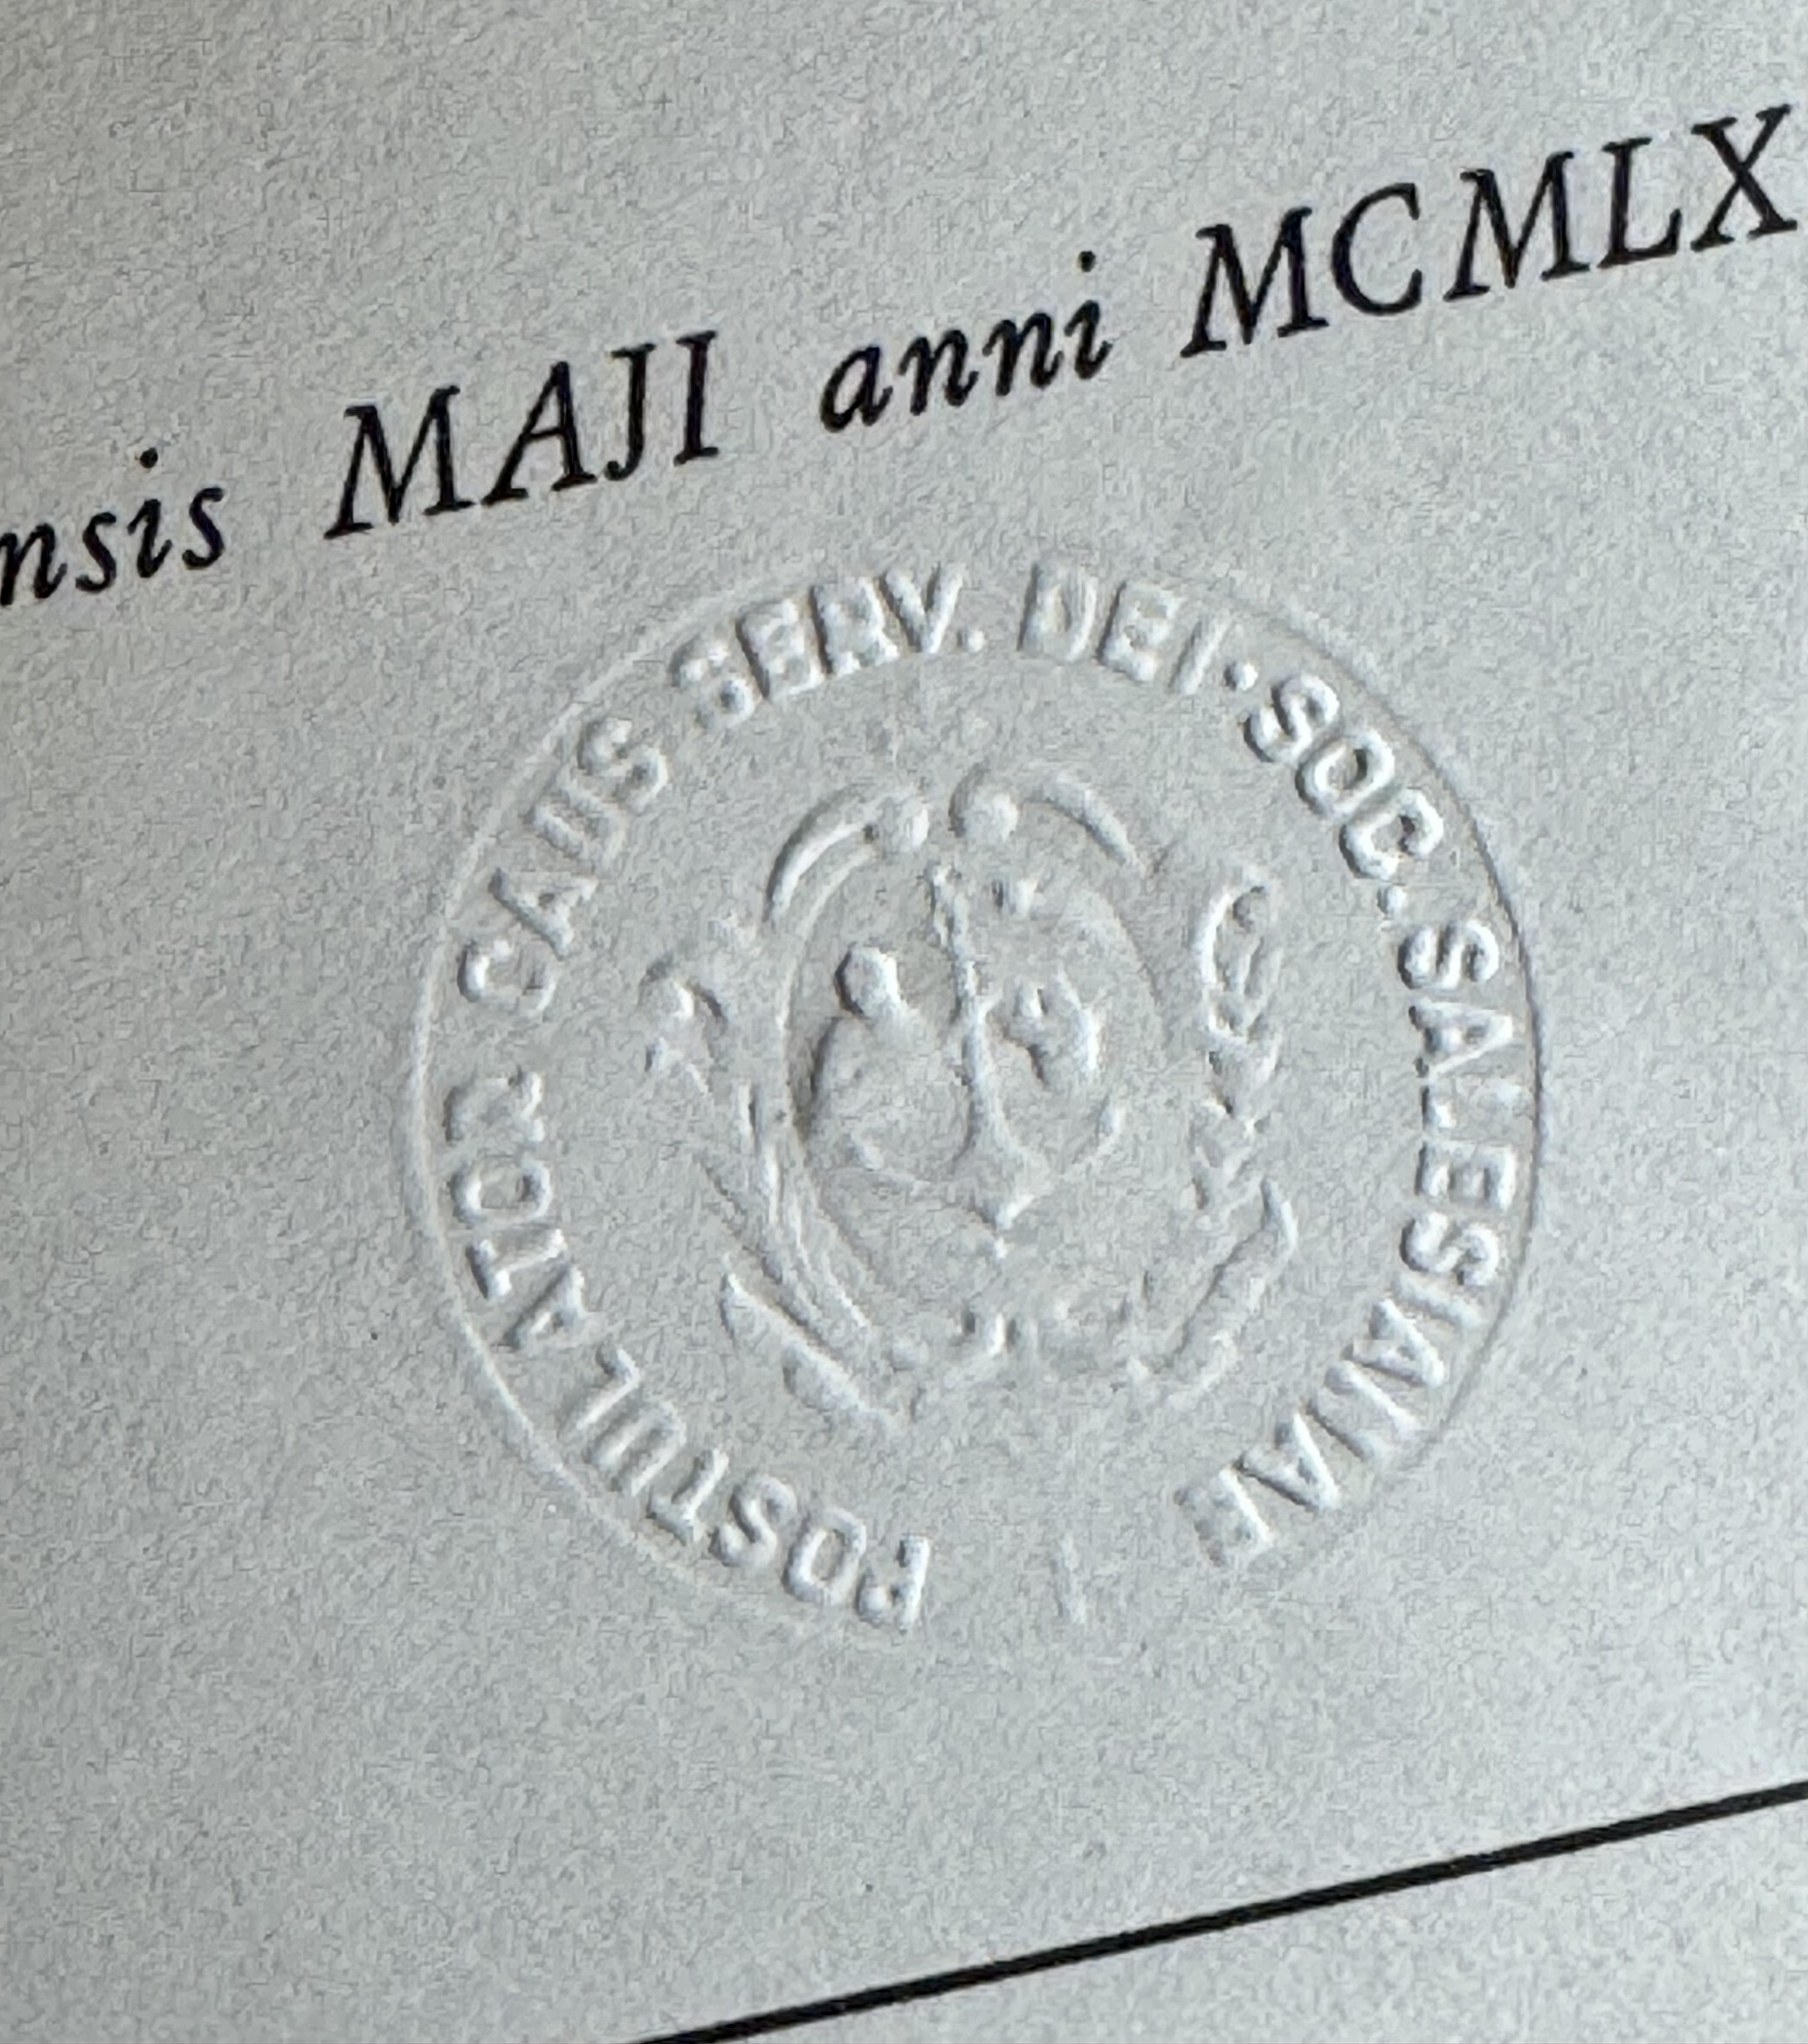 nsis MAJI anni MCMLX
POSTULATOR CAUS SERV. DEI·SOC. SALESIANAE